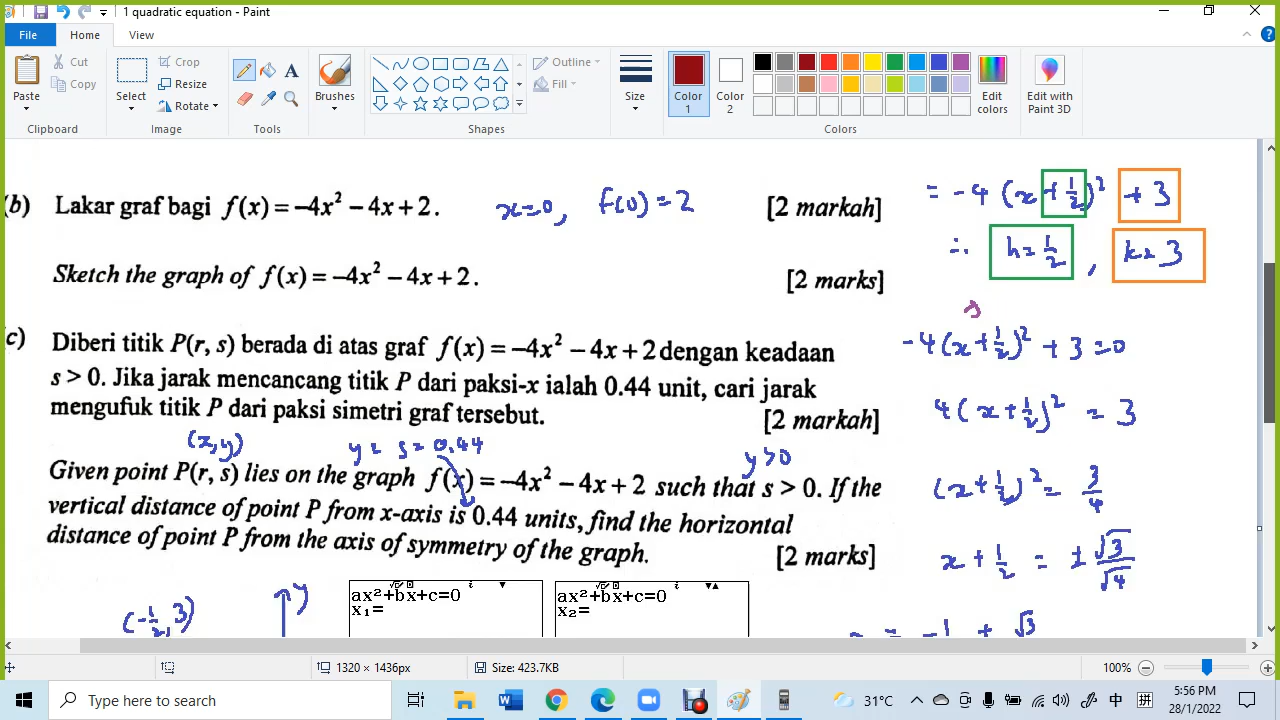 1 quadratic equation - Paint
File Home View
Paste Cut Copy Clipboard
Select Crop Resize Rotate Image
Tools
Brushes
Shapes
Outline Fill
Size
Color 1 Color 2
Colors
Edit colors
Edit with Paint 3D
(b) Lakar graf bagi f(x) = –4x² – 4x + 2. x=0, f(0) = 2 [2 markah]
Sketch the graph of f(x) = –4x² – 4x + 2. [2 marks]
c) Diberi titik P(r, s) berada di atas graf f(x) = –4x² – 4x + 2 dengan keadaan
s > 0. Jika jarak mencancang titik P dari paksi-x ialah 0.44 unit, cari jarak
mengufuk titik P dari paksi simetri graf tersebut. [2 markah]
(x,y) y = s = 0.44 y>0
Given point P(r, s) lies on the graph f(x) = –4x² – 4x + 2 such that s > 0. If the
vertical distance of point P from x-axis is 0.44 units, find the horizontal
distance of point P from the axis of symmetry of the graph. [2 marks]
(-1/2, 3) y
ax²+bx+c=0
x₁=
ax²+bx+c=0
x₂=
= -4 (x + 1/2)² + 3
∴ h = 1/2, k = 3
-4(x + 1/2)² + 3 = 0
4(x + 1/2)² = 3
(x + 1/2)² = 3/4
x + 1/2 = ± √3/√4
1320 × 1436px Size: 423.7KB 100%
Type here to search 31°C 中 拼 5:56 PM
28/1/2022